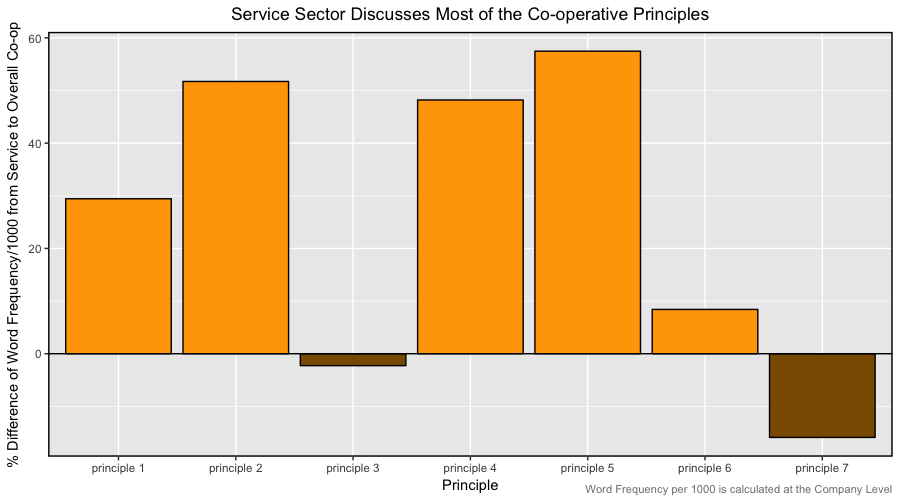 Service Sector Discusses Most of the Co-operative Principles
% Difference of Word Frequency/1000 from Service to Overall Co-op
60
40
20
0
principle 1 principle 2 principle 3 principle 4 principle 5 principle 6 principle 7
Principle
Word Frequency per 1000 is calculated at the Company Level